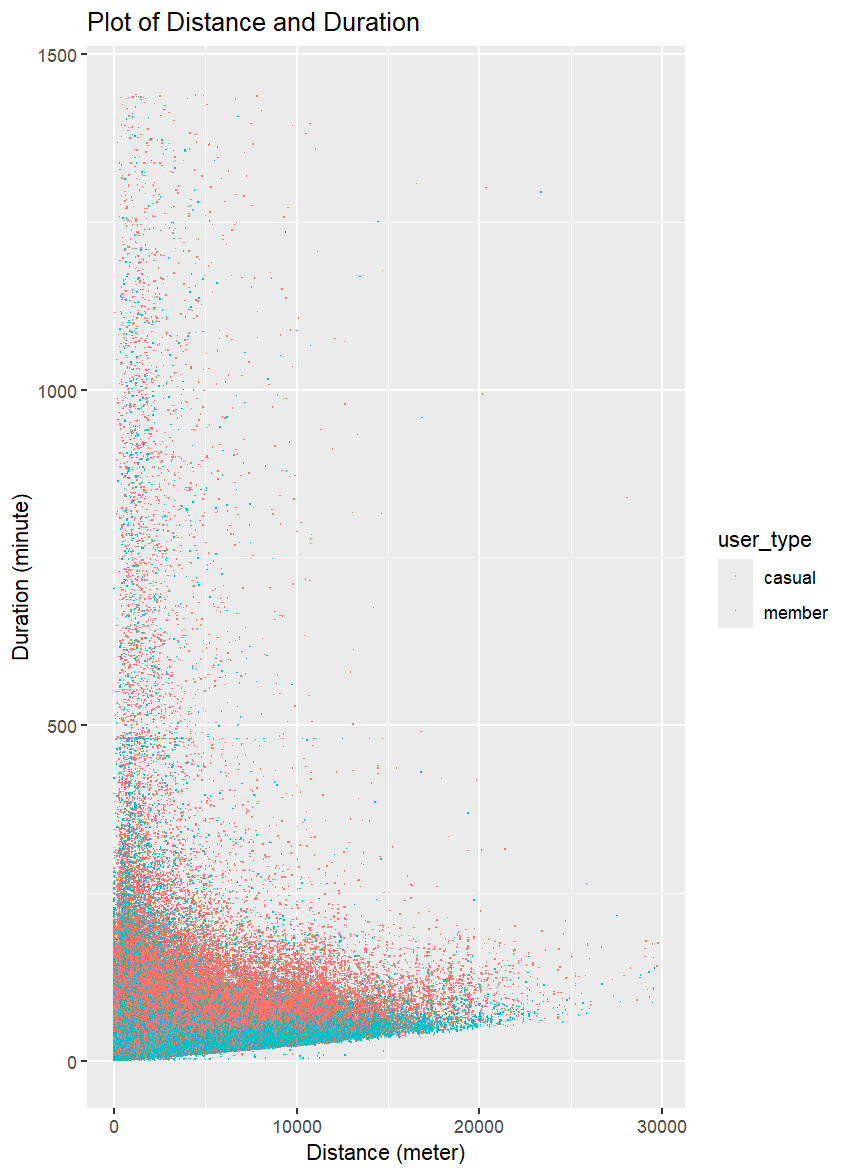 Plot of Distance and Duration
1500
1000
500
0
Duration (minute)
0 10000 20000 30000
Distance (meter)
user_type
casual
member